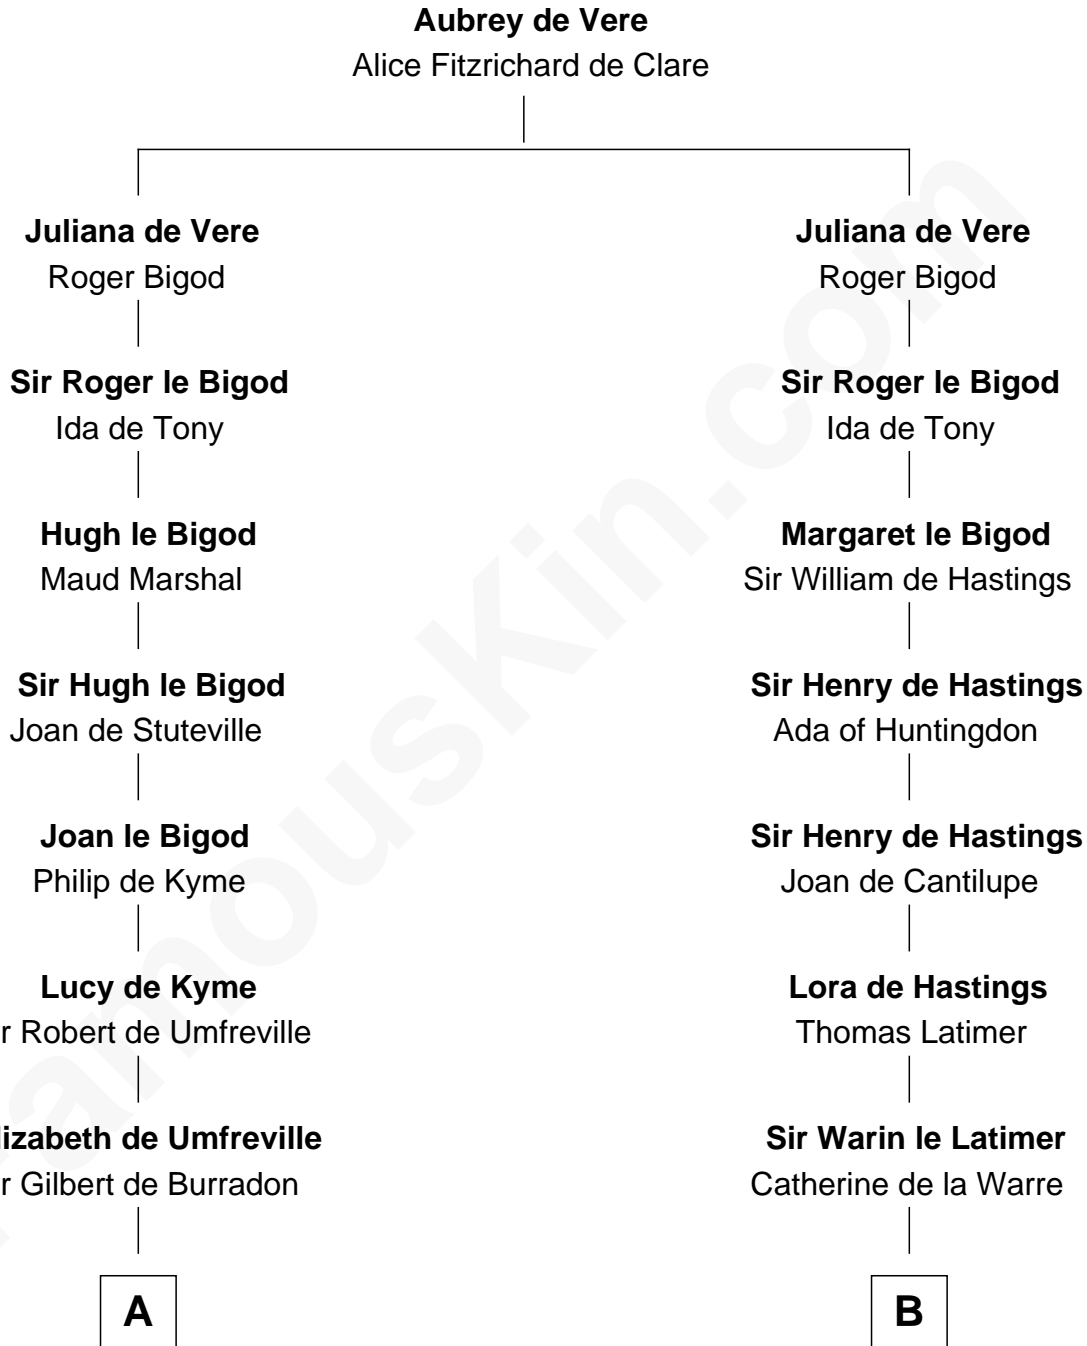 Aubrey de Vere
Alice Fitzrichard de Clare
Juliana de Vere
Roger Bigod
Juliana de Vere
Roger Bigod
Sir Roger le Bigod
Ida de Tony
Sir Roger le Bigod
Ida de Tony
Hugh le Bigod
Maud Marshal
Margaret le Bigod
Sir William de Hastings
Sir Hugh le Bigod
Joan de Stuteville
Sir Henry de Hastings
Ada of Huntingdon
Joan le Bigod
Philip de Kyme
Sir Henry de Hastings
Joan de Cantilupe
Lucy de Kyme
r Robert de Umfreville
Lora de Hastings
Thomas Latimer
lizabeth de Umfreville
r Gilbert de Burradon
Sir Warin le Latimer
Catherine de la Warre
A
B
FamousKin.com